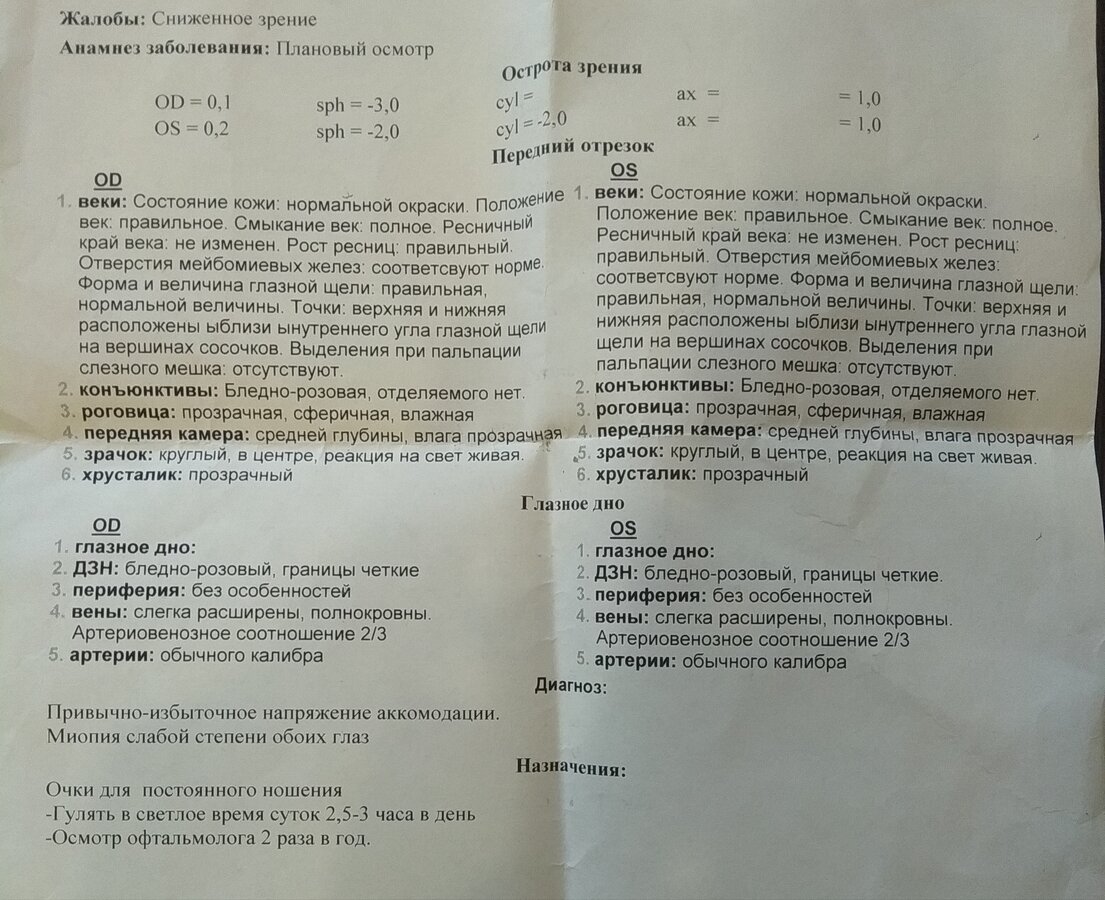 Жалобы: Сниженное зрение
Анамнез заболевания: Плановый осмотр
Острота зрения
OD = 0,1 sph = -3,0 cyl = ax = = 1,0
OS = 0,2 sph = -2,0 cyl = -2,0 ax = = 1,0
Передний отрезок
OD
1. веки: Состояние кожи: нормальной окраски. Положение
век: правильное. Смыкание век: полное. Ресничный
край века: не изменен. Рост ресниц: правильный.
Отверстия мейбомиевых желез: соответсвуют норме.
Форма и величина глазной щели: правильная,
нормальной величины. Точки: верхняя и нижняя
расположены ыблизи ынутреннего угла глазной щели
на вершинах сосочков. Выделения при пальпации
слезного мешка: отсутствуют.
2. конъюнктивы: Бледно-розовая, отделяемого нет.
3. роговица: прозрачная, сферичная, влажная
4. передняя камера: средней глубины, влага прозрачная
5. зрачок: круглый, в центре, реакция на свет живая.
6. хрусталик: прозрачный
OS
1. веки: Состояние кожи: нормальной окраски.
Положение век: правильное. Смыкание век: полное.
Ресничный край века: не изменен. Рост ресниц:
правильный. Отверстия мейбомиевых желез:
соответсвуют норме. Форма и величина глазной щели:
правильная, нормальной величины. Точки: верхняя и
нижняя расположены ыблизи ынутреннего угла глазной
щели на вершинах сосочков. Выделения при
пальпации слезного мешка: отсутствуют.
2. конъюнктивы: Бледно-розовая, отделяемого нет.
3. роговица: прозрачная, сферичная, влажная
4. передняя камера: средней глубины, влага прозрачная
5. зрачок: круглый, в центре, реакция на свет живая.
6. хрусталик: прозрачный
Глазное дно
OD
1. глазное дно:
2. ДЗН: бледно-розовый, границы четкие
3. периферия: без особенностей
4. вены: слегка расширены, полнокровны.
Артериовенозное соотношение 2/3
5. артерии: обычного калибра
OS
1. глазное дно:
2. ДЗН: бледно-розовый, границы четкие.
3. периферия: без особенностей
4. вены: слегка расширены, полнокровны.
Артериовенозное соотношение 2/3
5. артерии: обычного калибра
Диагноз:
Привычно-избыточное напряжение аккомодации.
Миопия слабой степени обоих глаз
Назначения:
Очки для постоянного ношения
-Гулять в светлое время суток 2,5-3 часа в день
-Осмотр офтальмолога 2 раза в год.